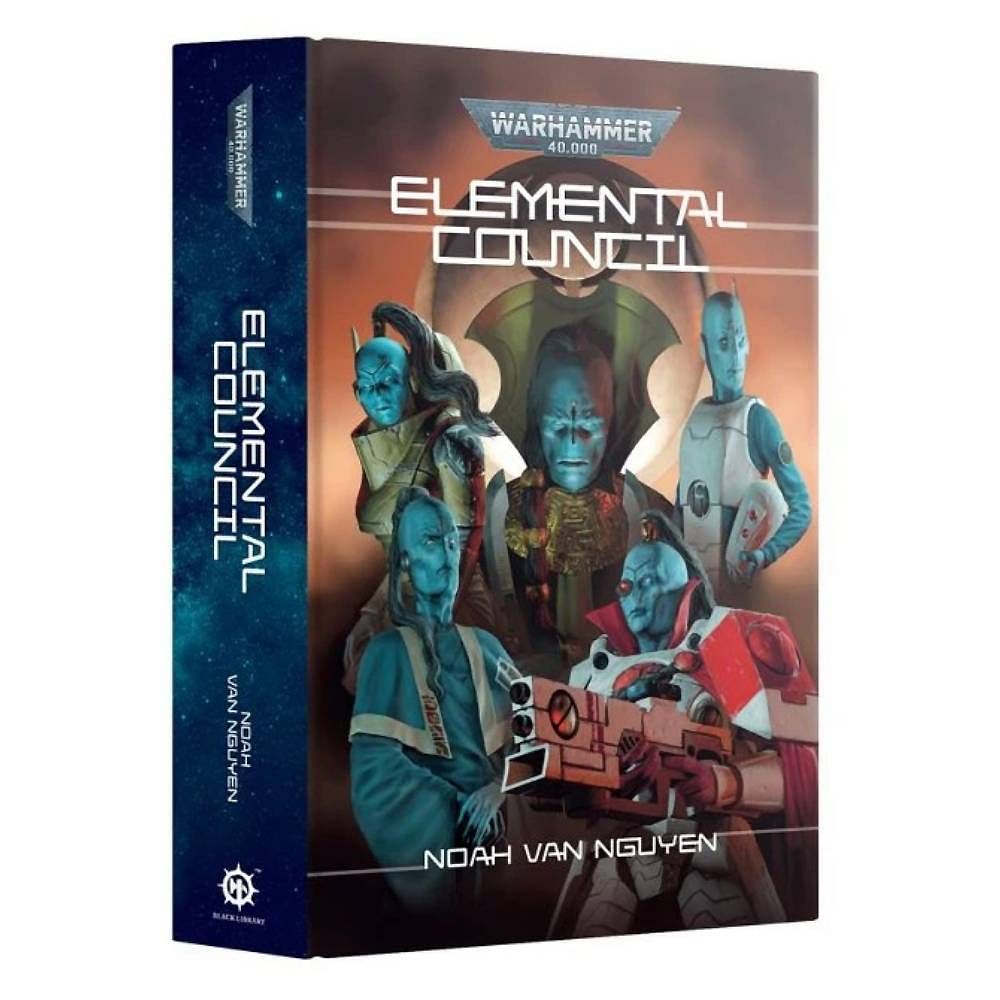 WARHAMMER
40,000
ELEMENTAL
COUNCIL
NOAH
VAN NGUYEN
BLACK LIBRARY
WARHAMMER
40,000
ELEMENTAL
COUNCIL
NOAH VAN NGUYEN